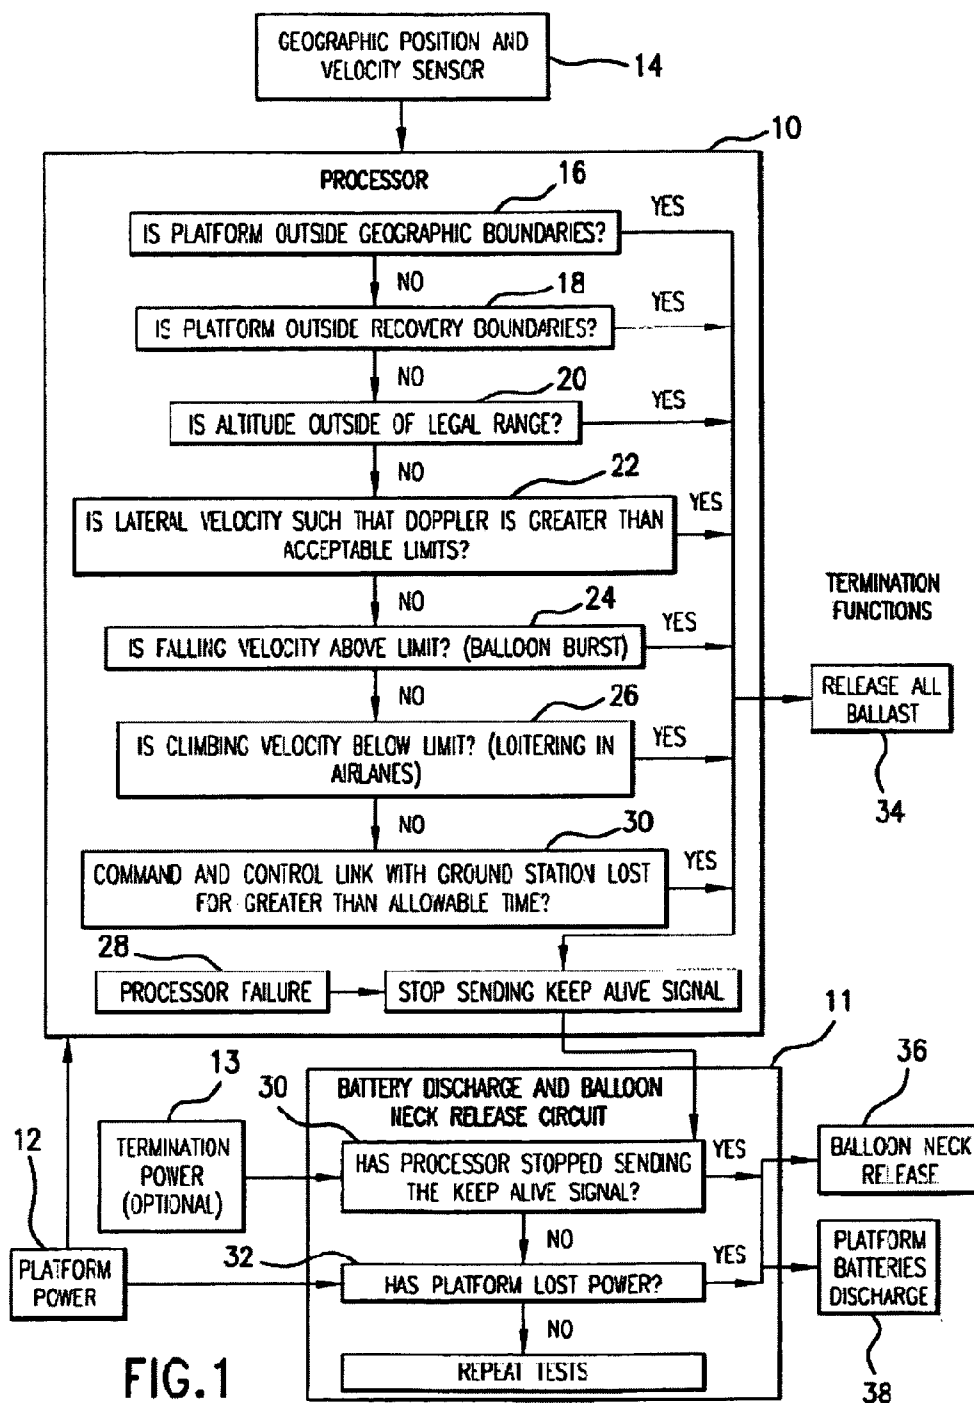 GEOGRAPHIC POSITION AND
VELOCITY SENSOR
14
10
PROCESSOR
16
YES
IS PLATFORM OUTSIDE GEOGRAPHIC BOUNDARIES?
NO
18
YES
IS PLATFORM OUTSIDE RECOVERY BOUNDARIES?
NO
20
YES
IS ALTITUDE OUTSIDE OF LEGAL RANGE?
NO
22
YES
IS LATERAL VELOCITY SUCH THAT DOPPLER IS GREATER THAN
ACCEPTABLE LIMITS?
NO
24
YES
IS FALLING VELOCITY ABOVE LIMIT? (BALLOON BURST)
NO
26
YES
IS CLIMBING VELOCITY BELOW LIMIT? (LOITERING IN
AIRLANES)
NO
30
YES
COMMAND AND CONTROL LINK WITH GROUND STATION LOST
FOR GREATER THAN ALLOWABLE TIME?
28
PROCESSOR FAILURE
STOP SENDING KEEP ALIVE SIGNAL
TERMINATION
FUNCTIONS
RELEASE ALL
BALLAST
34
11
13
TERMINATION
POWER
(OPTIONAL)
12
PLATFORM
POWER
BATTERY DISCHARGE AND BALLOON
NECK RELEASE CIRCUIT
30
HAS PROCESSOR STOPPED SENDING
THE KEEP ALIVE SIGNAL?
YES
NO
32
HAS PLATFORM LOST POWER?
YES
NO
REPEAT TESTS
36
BALLOON NECK
RELEASE
PLATFORM
BATTERIES
DISCHARGE
38
FIG.1